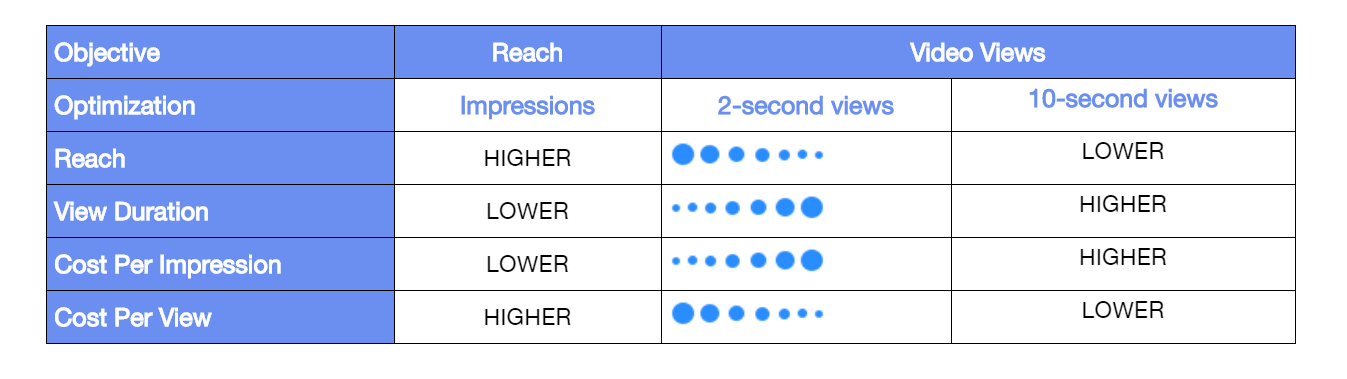 Objective Reach Video Views
Optimization Impressions 2-second views 10-second views
Reach HIGHER LOWER
View Duration LOWER HIGHER
Cost Per Impression LOWER HIGHER
Cost Per View HIGHER LOWER